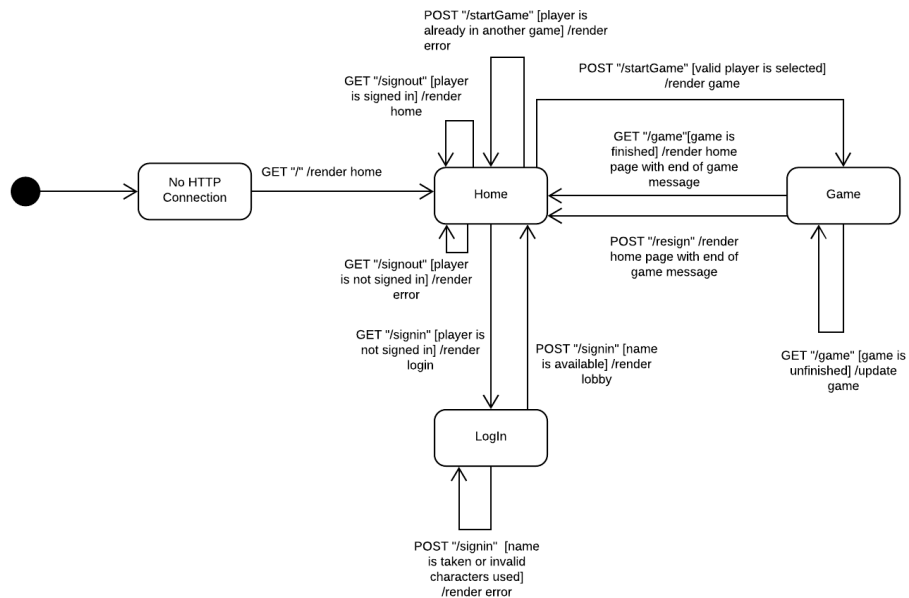 POST "/startGame" [player is
already in another game] /render
error
GET "/signout" [player
is signed in] /render
home
POST "/startGame" [valid player is selected]
/render game
GET "/game"[game is
finished] /render home
page with end of game
message
No HTTP
Connection
GET "/" /render home
Home
Game
POST "/resign" /render
home page with end of
game message
GET "/signout" [player
is not signed in] /render
error
GET "/signin" [player is
not signed in] /render
login
POST "/signin" [name
is available] /render
lobby
GET "/game" [game is
unfinished] /update
game
LogIn
POST "/signin"  [name
is taken or invalid
characters used]
/render error